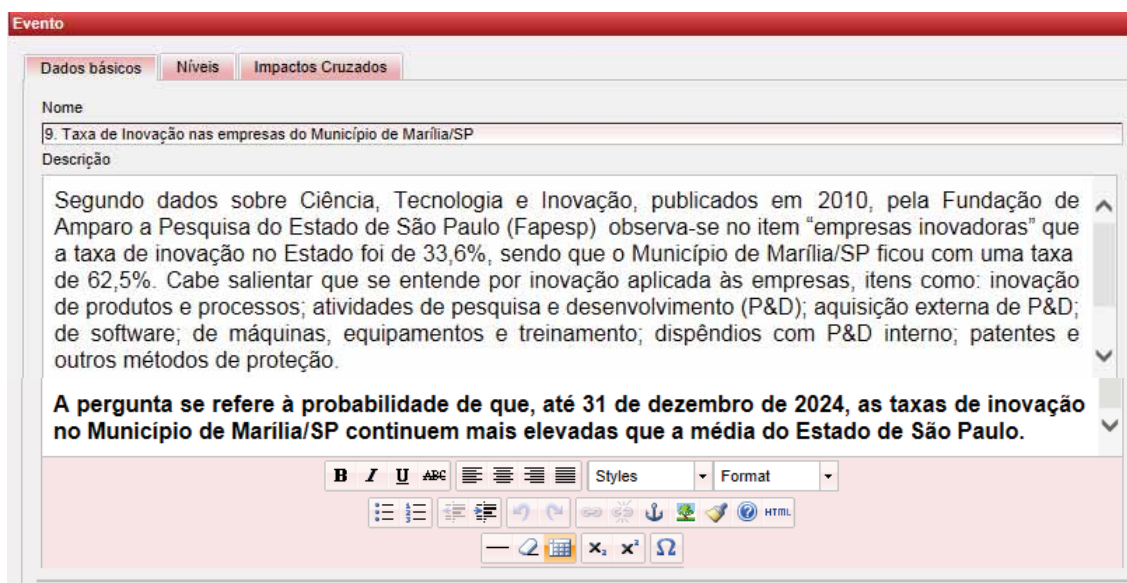 Evento
Dados básicos Níveis Impactos Cruzados
Nome
9. Taxa de Inovação nas empresas do Município de Marília/SP
Descrição
Segundo dados sobre Ciência, Tecnologia e Inovação, publicados em 2010, pela Fundação de
Amparo a Pesquisa do Estado de São Paulo (Fapesp) observa-se no item “empresas inovadoras” que
a taxa de inovação no Estado foi de 33,6%, sendo que o Município de Marília/SP ficou com uma taxa
de 62,5%. Cabe salientar que se entende por inovação aplicada às empresas, itens como: inovação
de produtos e processos; atividades de pesquisa e desenvolvimento (P&D); aquisição externa de P&D;
de software; de máquinas, equipamentos e treinamento; dispêndios com P&D interno; patentes e
outros métodos de proteção.
A pergunta se refere à probabilidade de que, até 31 de dezembro de 2024, as taxas de inovação
no Município de Marília/SP continuem mais elevadas que a média do Estado de São Paulo.
B I U ABC Styles Format
HTML
x₂ x² Ω